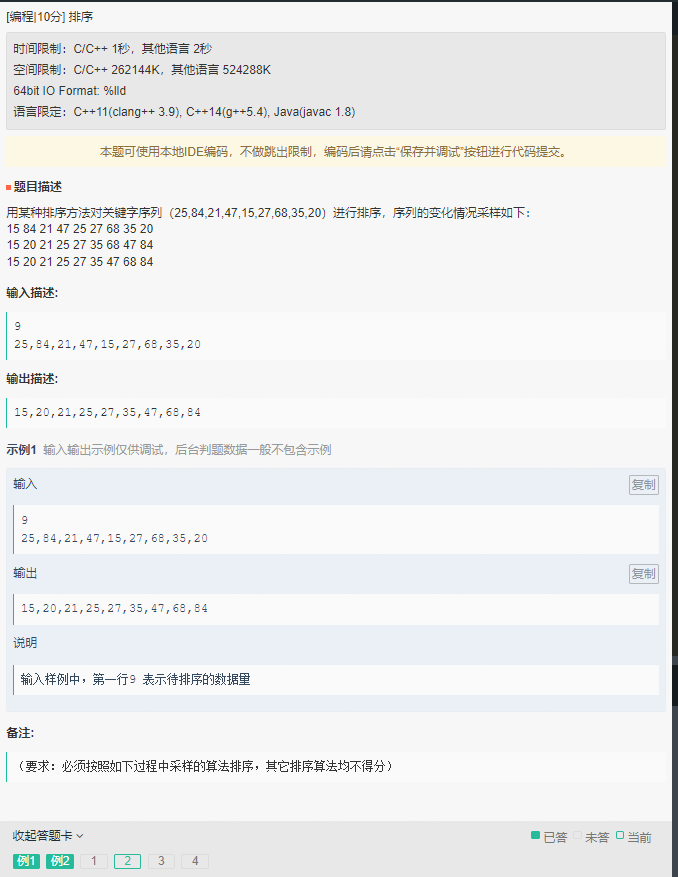 [编程|10分] 排序
时间限制：C/C++ 1秒，其他语言 2秒
空间限制：C/C++ 262144K，其他语言 524288K
64bit IO Format: %lld
语言限定：C++11(clang++ 3.9), C++14(g++5.4), Java(javac 1.8)
本题可使用本地IDE编码，不做跳出限制，编码后请点击“保存并调试”按钮进行代码提交。
题目描述
用某种排序方法对关键字序列（25,84,21,47,15,27,68,35,20）进行排序，序列的变化情况采样如下：
15 84 21 47 25 27 68 35 20
15 20 21 25 27 35 68 47 84
15 20 21 25 27 35 47 68 84
输入描述:
9
25,84,21,47,15,27,68,35,20
输出描述:
15,20,21,25,27,35,47,68,84
示例1 输入输出示例仅供调试，后台判题数据一般不包含示例
输入
复制
9
25,84,21,47,15,27,68,35,20
输出
复制
15,20,21,25,27,35,47,68,84
说明
输入样例中，第一行9 表示待排序的数据量
备注:
（要求：必须按照如下过程中采样的算法排序，其它排序算法均不得分）
收起答题卡
已答 未答 当前
例1 例2 1 2 3 4